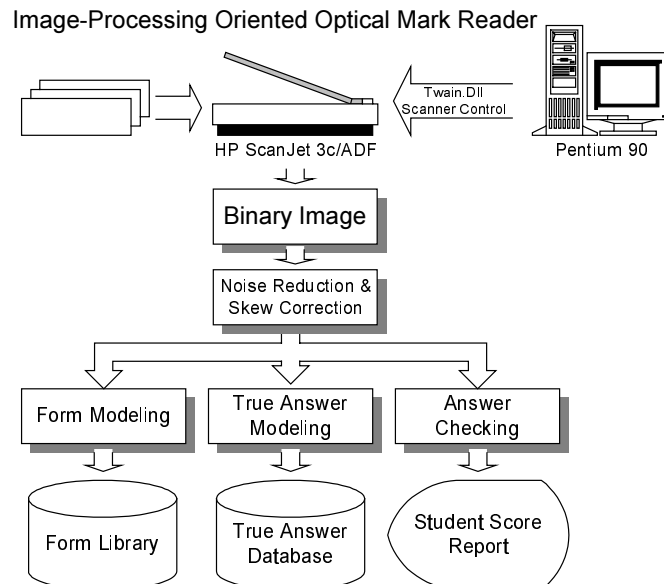 Image-Processing Oriented Optical Mark Reader
Twain.Dll
Scanner Control
HP ScanJet 3c/ADF
Pentium 90
Binary Image
Noise Reduction &
Skew Correction
Form Modeling
True Answer
Modeling
Answer
Checking
Form Library
True Answer
Database
Student Score
Report